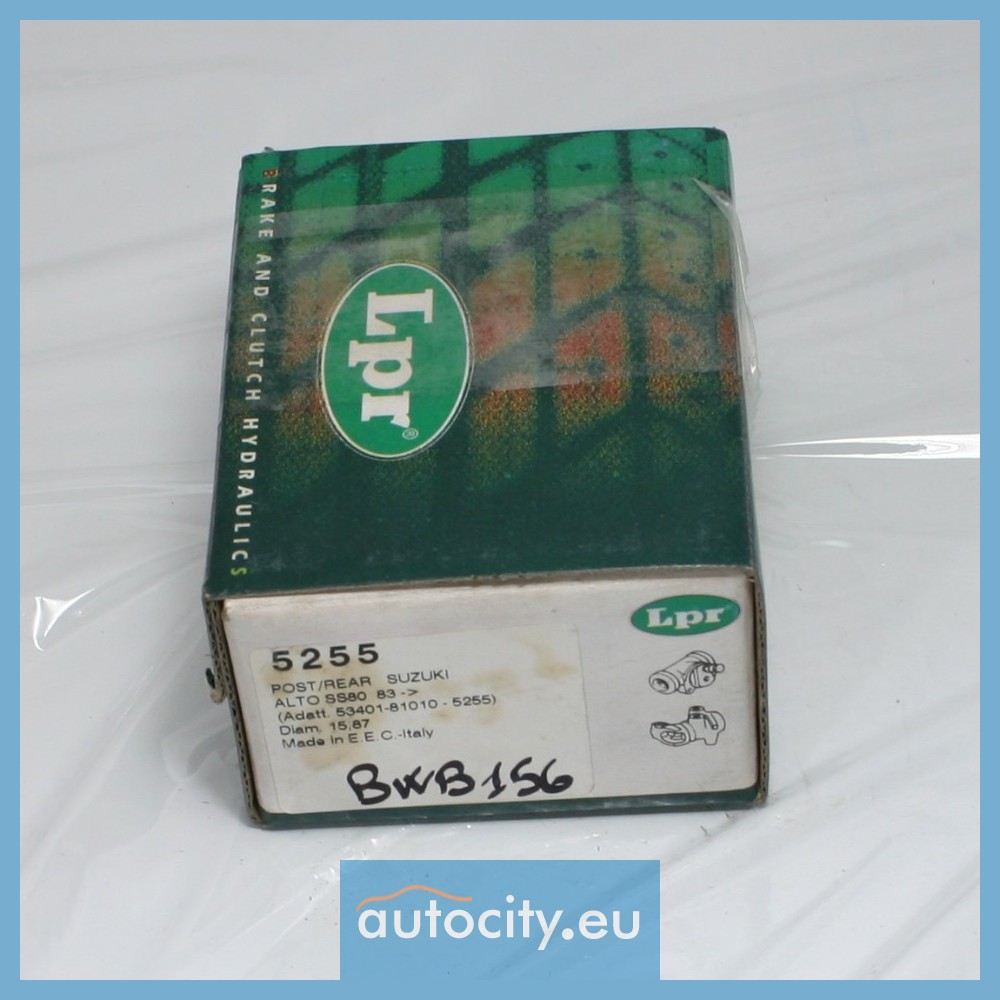 BRAKE AND CLUTCH HYDRAULICS
Lpr®
Lpr
5255
POST/REAR SUZUKI
ALTO SS80 83 ->
(Adatt. 53401-81010 - 5255)
Diam. 15,87
Made in E.E.C.-Italy
BWB156
autocity.eu